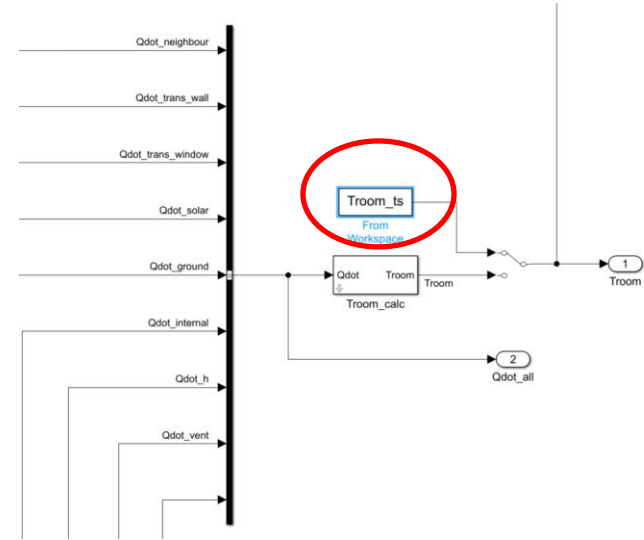 Qdot_neighbour
Qdot_trans_wall
Qdot_trans_window
Qdot_solar
Qdot_ground
Qdot_internal
Qdot_h
Qdot_vent
Troom_ts
From
Workspace
Qdot Troom
Troom_calc
Troom
1
Troom
2
Qdot_all